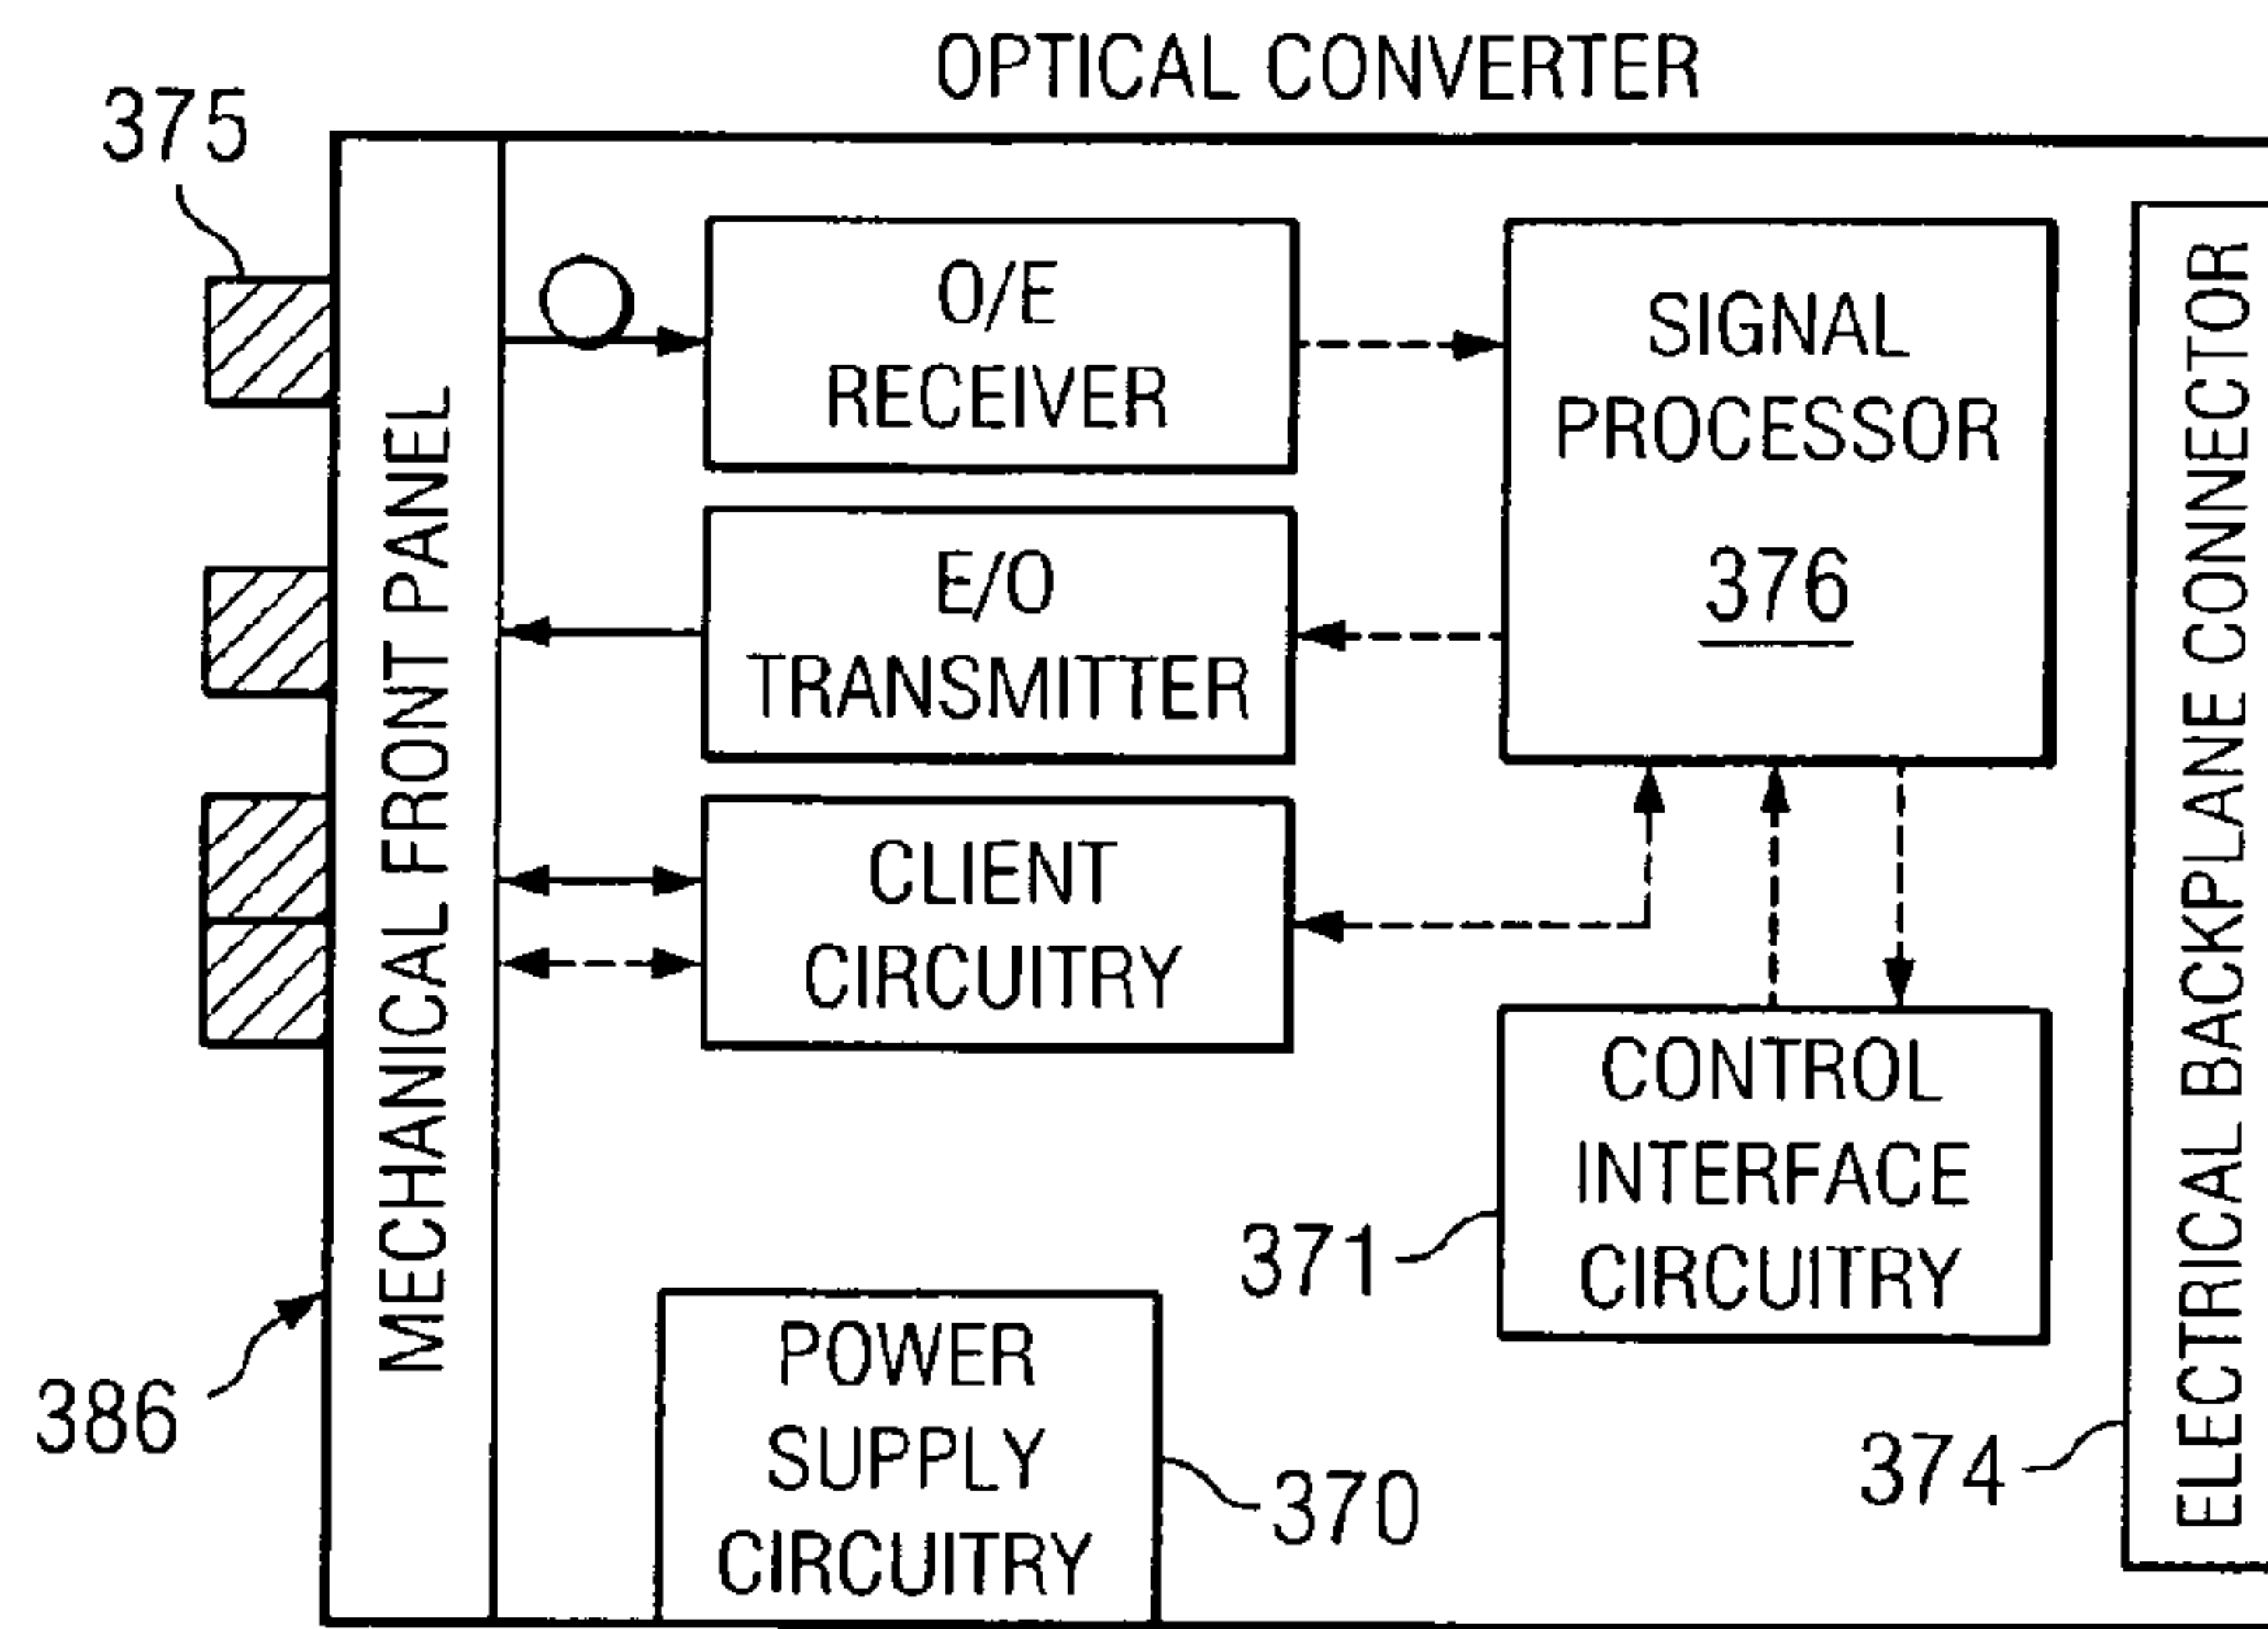 OPTICAL CONVERTER
375
MECHANICAL FRONT PANEL
O/E
RECEIVER
SIGNAL
PROCESSOR
376
E/O
TRANSMITTER
CLIENT
CIRCUITRY
CONTROL
INTERFACE
CIRCUITRY
371
POWER
SUPPLY
CIRCUITRY
370
386
374
ELECTRICAL BACKPLANE CONNECTOR